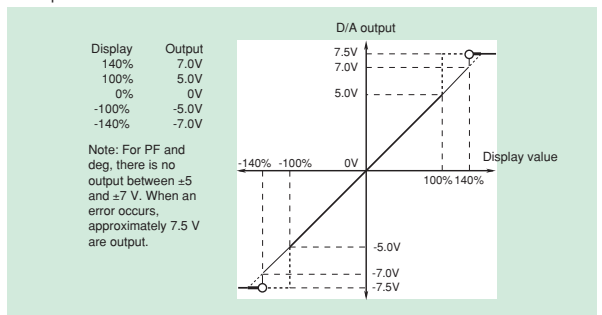 D/A output
Display Output
140% 7.0V
100% 5.0V
0% 0V
-100% -5.0V
-140% -7.0V
Note: For PF and
deg, there is no
output between ±5
and ±7 V. When an
error occurs,
approximately 7.5 V
are output.
7.5V
7.0V
5.0V
-140% -100% 0V
Display value
100% 140%
-5.0V
-7.0V
-7.5V